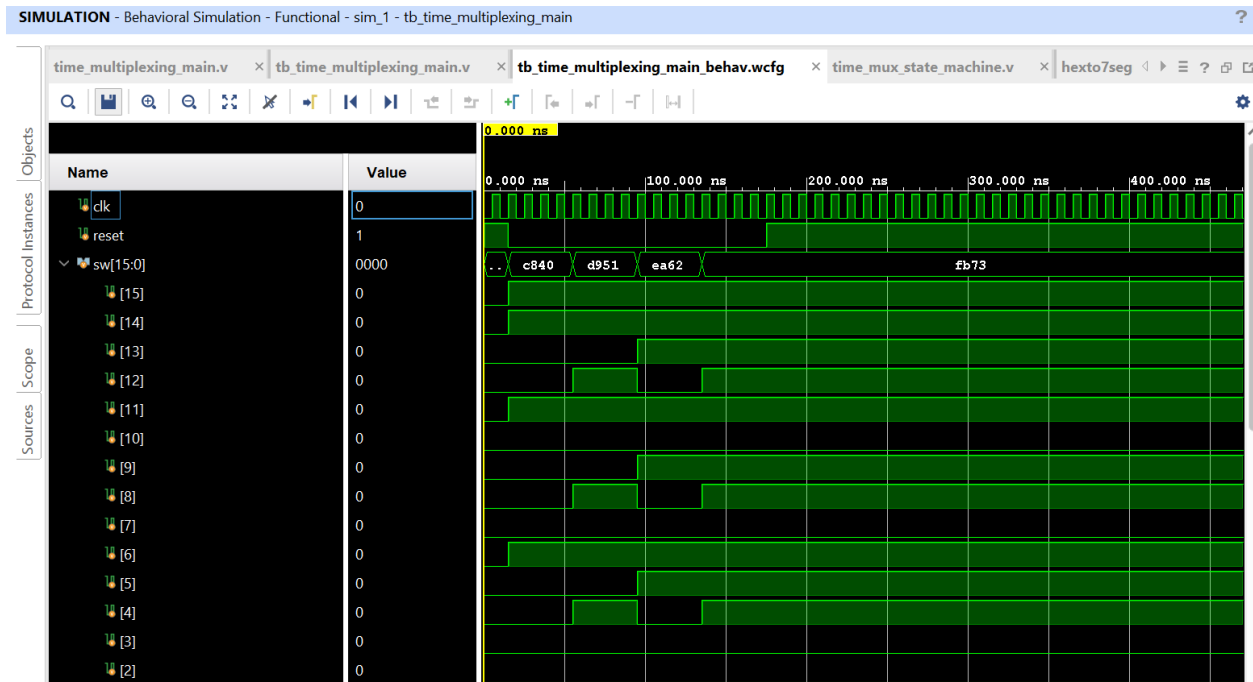 SIMULATION - Behavioral Simulation - Functional - sim_1 - tb_time_multiplexing_main ?
time_multiplexing_main.v × tb_time_multiplexing_main.v × tb_time_multiplexing_main_behav.wcfg × time_mux_state_machine.v × hexto7seg ?
Objects
Protocol Instances
Scope
Sources
0.000 ns
Name Value
0.000 ns 100.000 ns 200.000 ns 300.000 ns 400.000 ns
clk 0
reset 1
sw[15:0] 0000 .. c840 d951 ea62 fb73
[15] 0
[14] 0
[13] 0
[12] 0
[11] 0
[10] 0
[9] 0
[8] 0
[7] 0
[6] 0
[5] 0
[4] 0
[3] 0
[2] 0